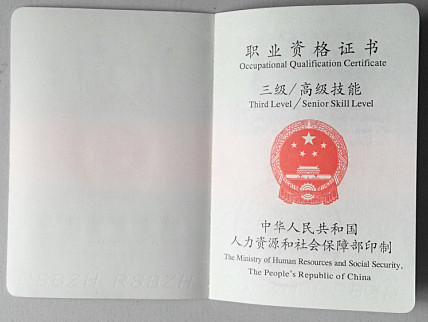 职业资格证书
Occupational Qualification Certificate
三级/高级技能
Third Level/Senior Skill Level
中华人民共和国
人力资源和社会保障部印制
The Ministry of Human Resources and Social Security,
The People's Republic of China